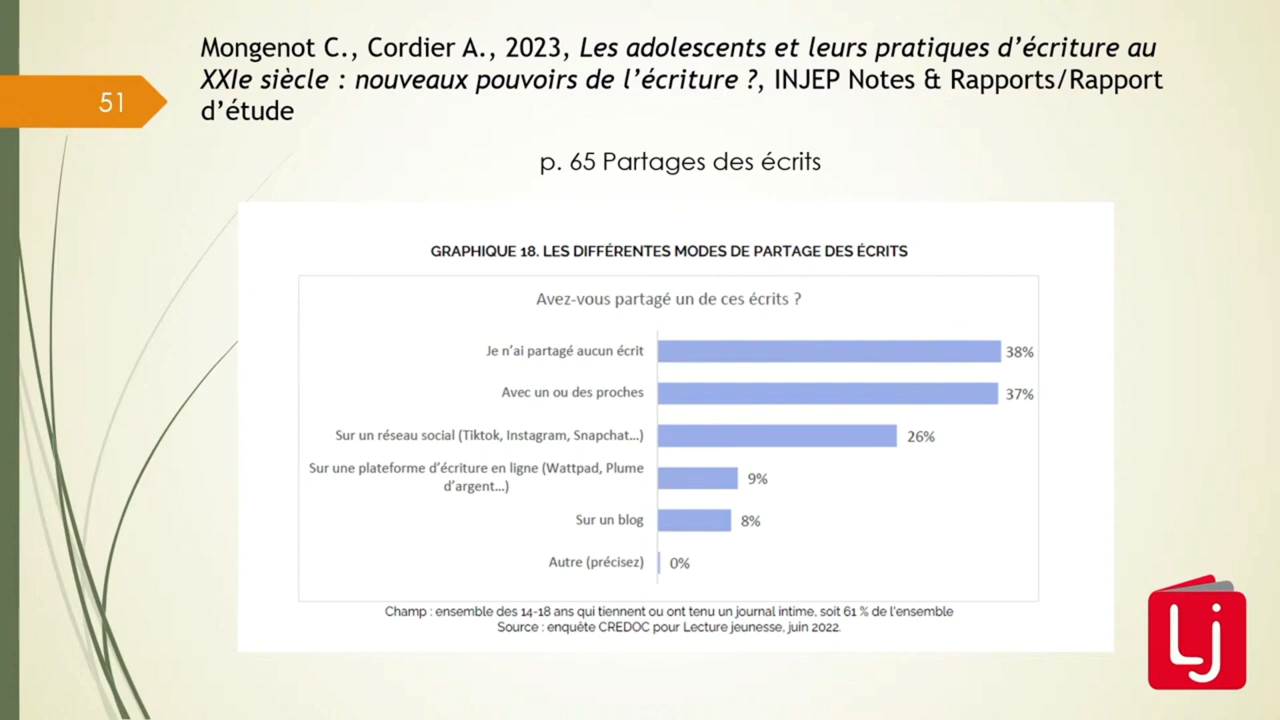 Mongenot C., Cordier A., 2023, Les adolescents et leurs pratiques d’écriture au
XXIe siècle : nouveaux pouvoirs de l’écriture ?, INJEP Notes & Rapports/Rapport
d’étude
51
p. 65 Partages des écrits
GRAPHIQUE 18. LES DIFFÉRENTES MODES DE PARTAGE DES ÉCRITS
Avez-vous partagé un de ces écrits ?
Je n’ai partagé aucun écrit 38%
Avec un ou des proches 37%
Sur un réseau social (Tiktok, Instagram, Snapchat…) 26%
Sur une plateforme d’écriture en ligne (Wattpad, Plume
d’argent…) 9%
Sur un blog 8%
Autre (précisez) 0%
Champ : ensemble des 14-18 ans qui tiennent ou ont tenu un journal intime, soit 61 % de l'ensemble
Source : enquête CREDOC pour Lecture jeunesse, juin 2022.
Lj